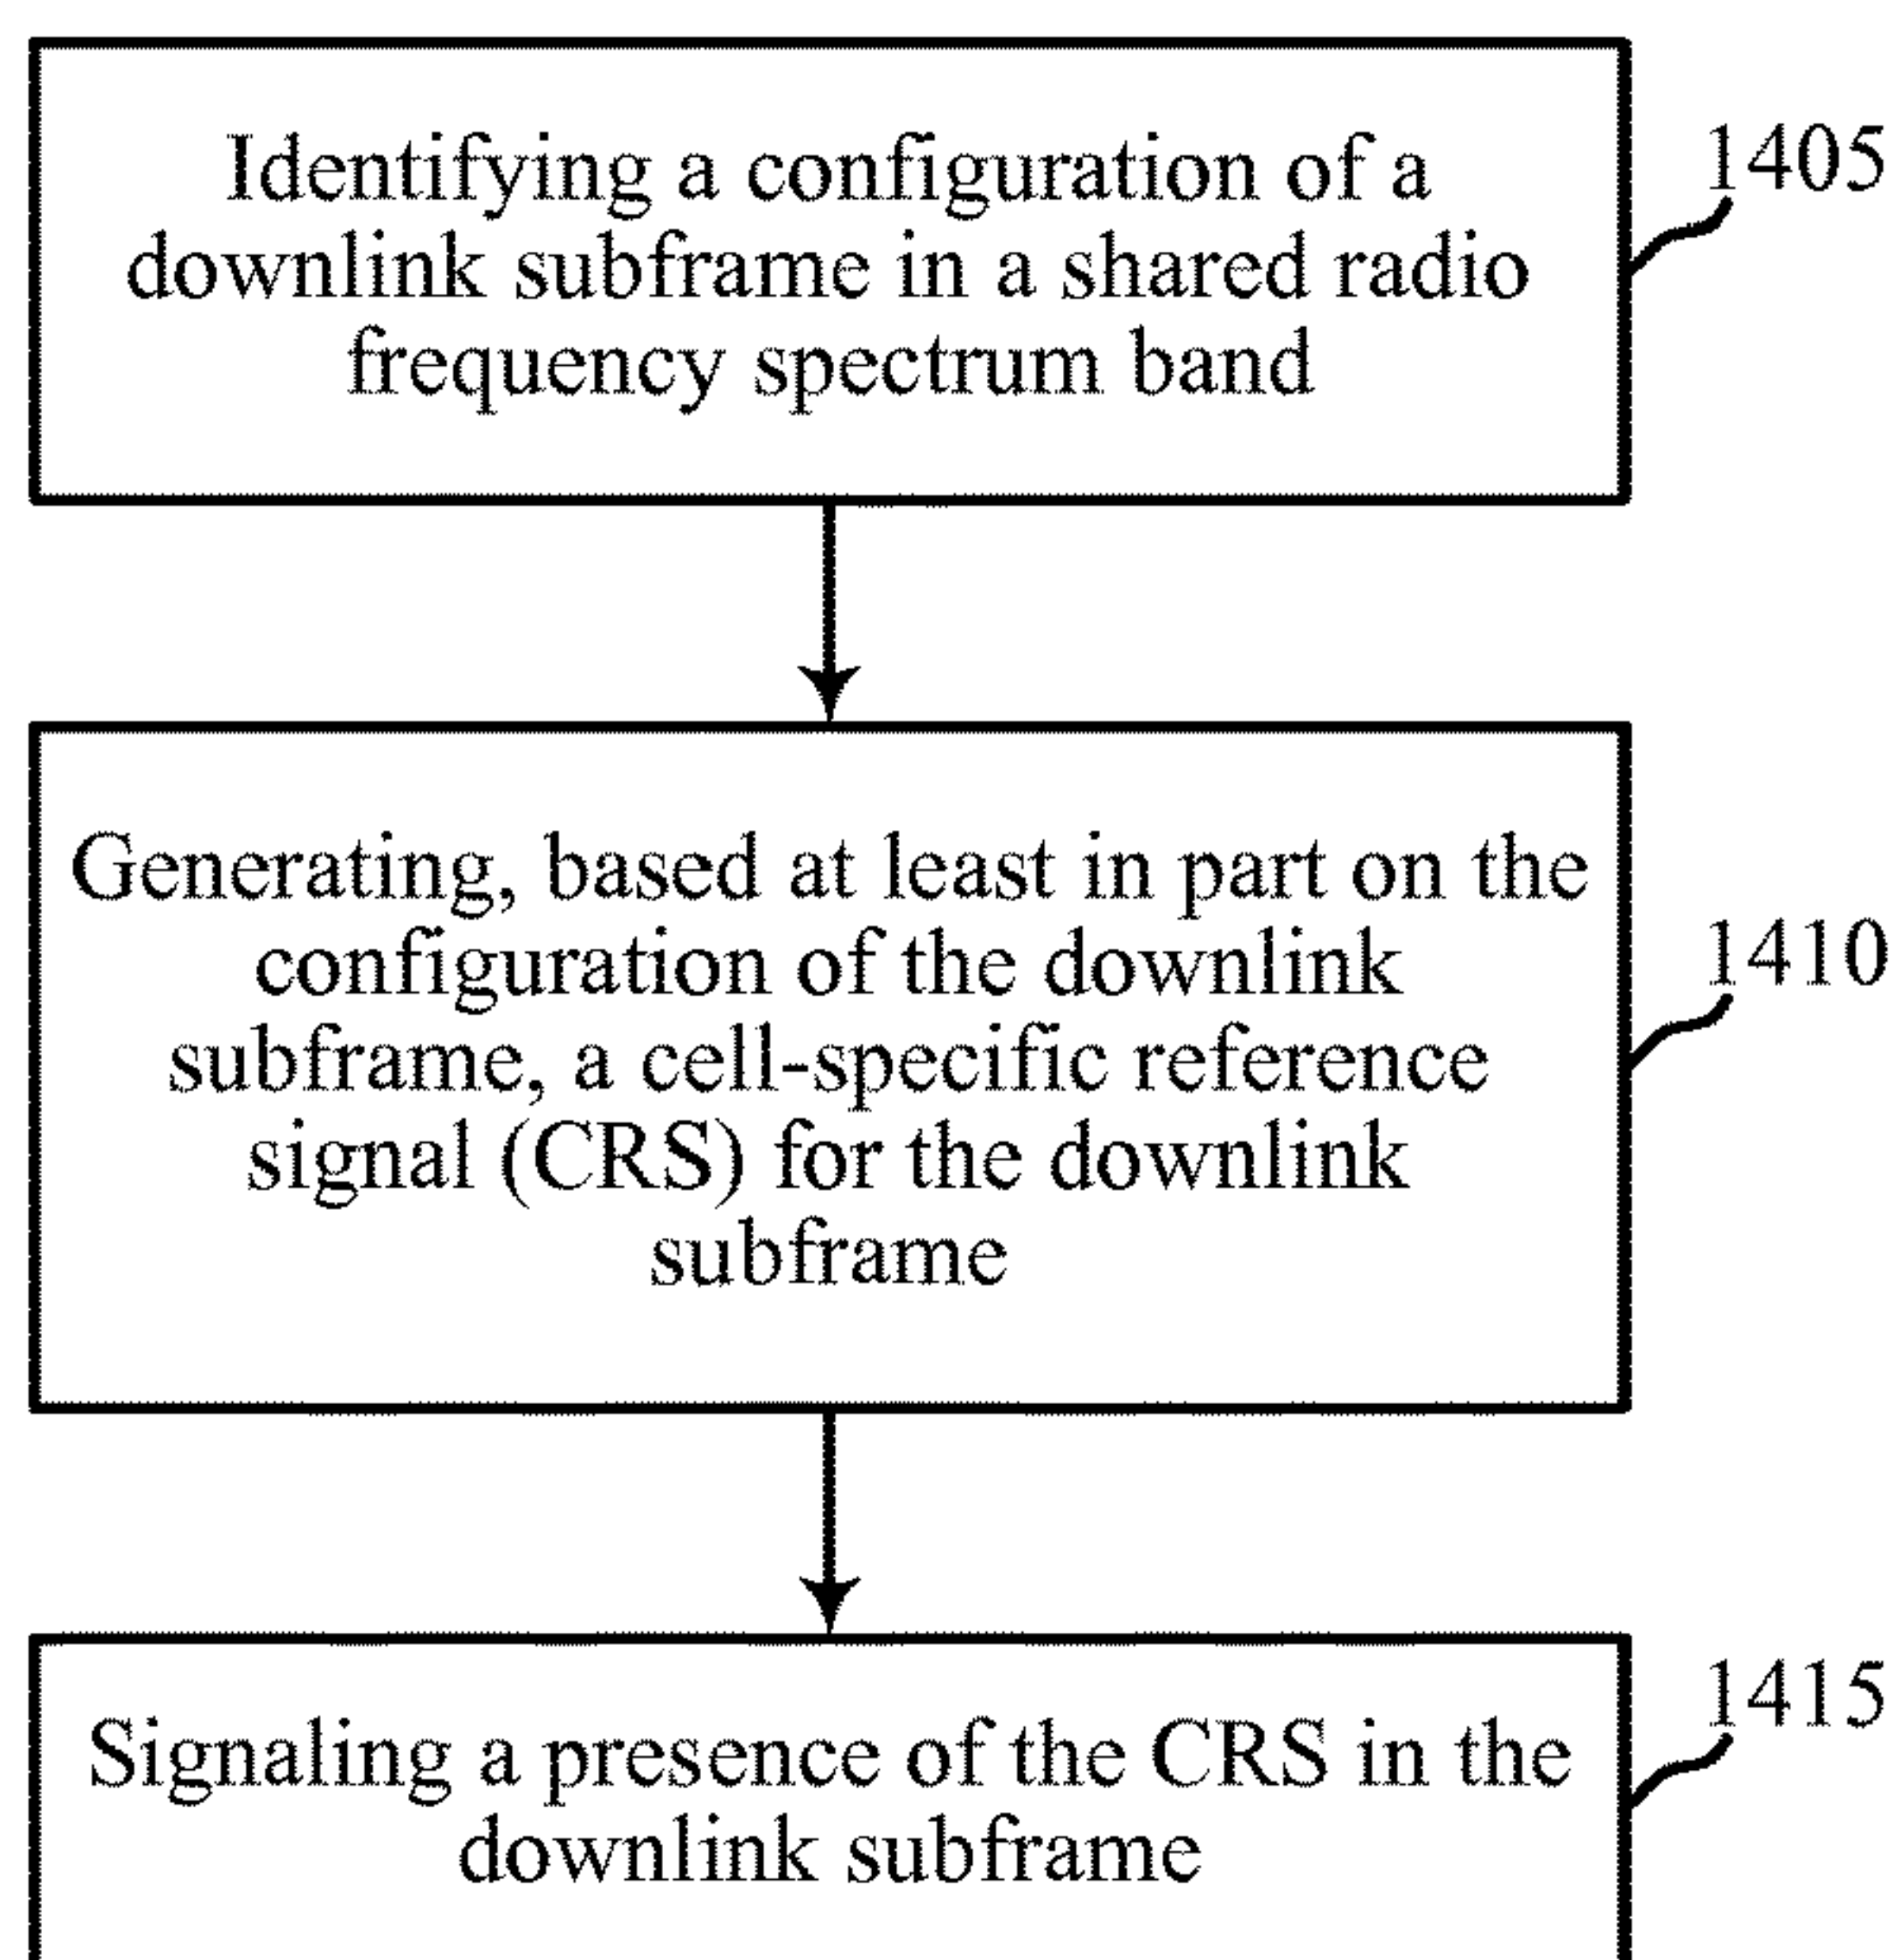 Identifying a configuration of a
downlink subframe in a shared radio
frequency spectrum band
1405
Generating, based at least in part on the
configuration of the downlink
subframe, a cell-specific reference
signal (CRS) for the downlink
subframe
1410
Signaling a presence of the CRS in the
downlink subframe
1415